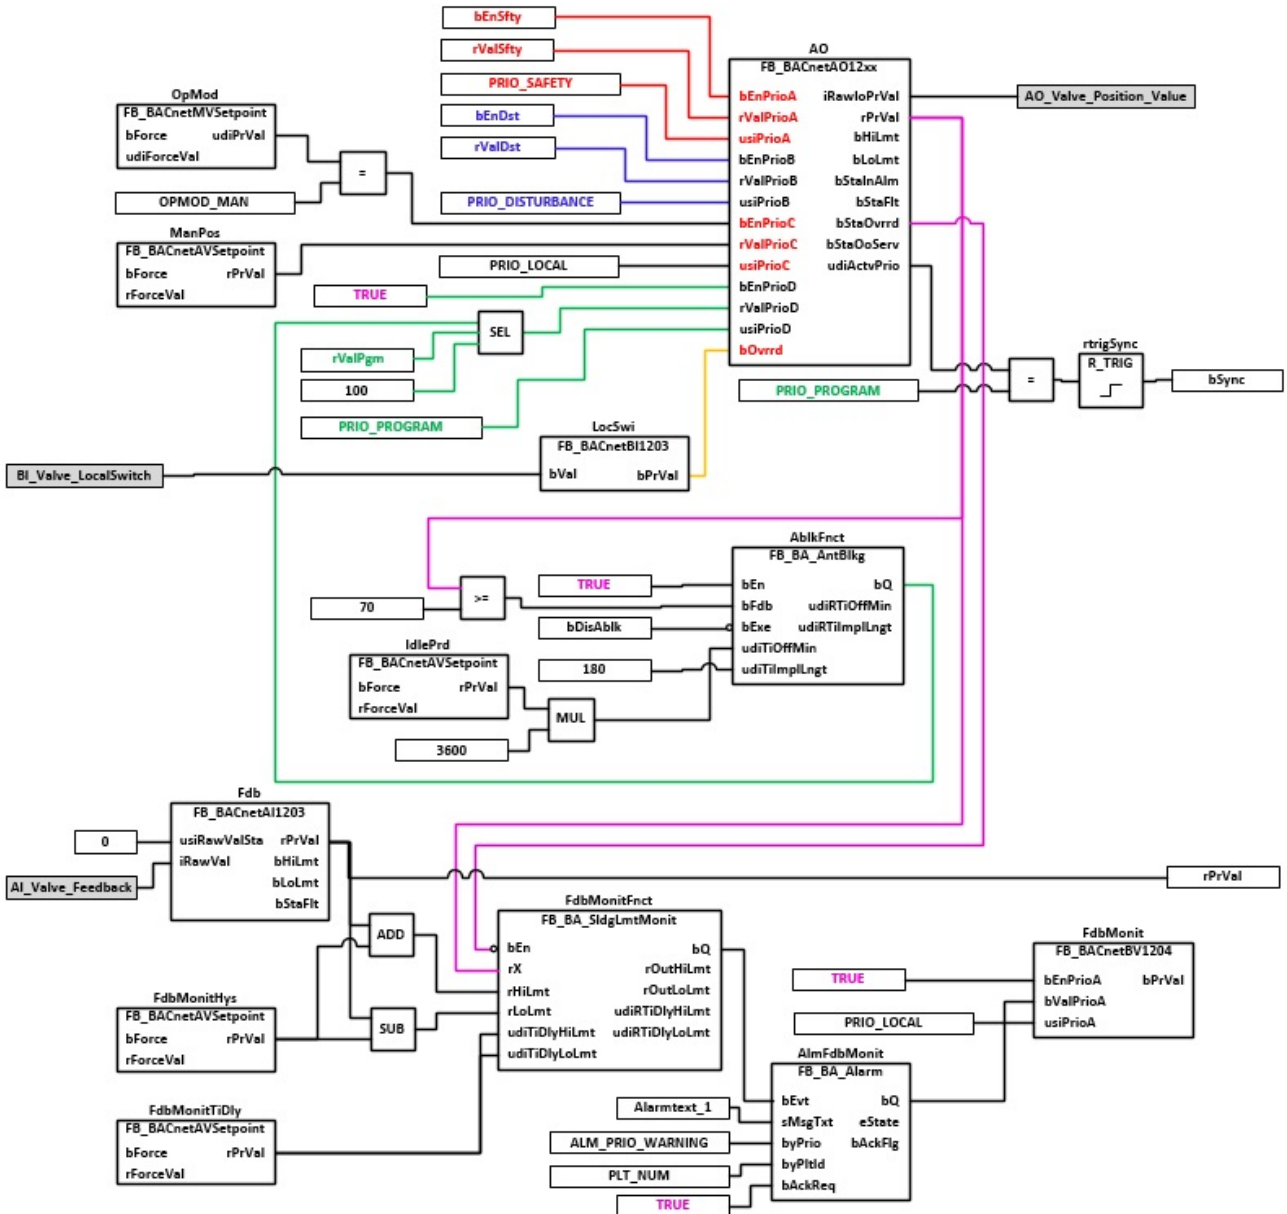 bEnSfty
rValSfty
PRIO_SAFETY
bEnDst
rValDst
PRIO_DISTURBANCE
OpMod
FB_BACnetMVSetpoint
bForce udiPrVal
udiForceVal
=
OPMOD_MAN
ManPos
FB_BACnetAVSetpoint
bForce rPrVal
rForceVal
PRIO_LOCAL
TRUE
SEL
rValPgm
100
PRIO_PROGRAM
AO
FB_BACnetAO12xx
bEnPrioA iRawIoPrVal
rValPrioA rPrVal
usiPrioA bHiLmt
bEnPrioB bLoLmt
rValPrioB bStaInAlm
usiPrioB bStaFlt
bEnPrioC bStaOvrrd
rValPrioC bStaOoServ
usiPrioC udiActvPrio
bEnPrioD
rValPrioD
usiPrioD
bOvrrd
AO_Valve_Position_Value
PRIO_PROGRAM
=
rtrigSync
R_TRIG
bSync
LocSwi
FB_BACnetBI1203
bVal bPrVal
BI_Valve_LocalSwitch
AblkFnct
FB_BA_AntBlkg
bEn bQ
bFdb udiRTiOffMin
bExe udiRTiImplLngt
udiTiOffMin
udiTiImplLngt
TRUE
70
>=
bDisAblk
180
IdlePrd
FB_BACnetAVSetpoint
bForce rPrVal
rForceVal
MUL
3600
Fdb
FB_BACnetAI1203
usiRawValSta rPrVal
iRawVal bHiLmt
bLoLmt
bStaFlt
0
AI_Valve_Feedback
rPrVal
ADD
SUB
FdbMonitHys
FB_BACnetAVSetpoint
bForce rPrVal
rForceVal
FdbMonitTiDly
FB_BACnetAVSetpoint
bForce rPrVal
rForceVal
FdbMonitFnct
FB_BA_SldgLmtMonit
bEn bQ
rX rOutHiLmt
rHiLmt rOutLoLmt
rLoLmt udiRTiDlyHiLmt
udiTiDlyHiLmt udiRTiDlyLoLmt
udiTiDlyLoLmt
FdbMonit
FB_BACnetBV1204
bEnPrioA bPrVal
bValPrioA
usiPrioA
TRUE
PRIO_LOCAL
AlmFdbMonit
FB_BA_Alarm
bEvt bQ
sMsgTxt eState
byPrio bAckFlg
byPltId
bAckReq
Alarmtext_1
ALM_PRIO_WARNING
PLT_NUM
TRUE